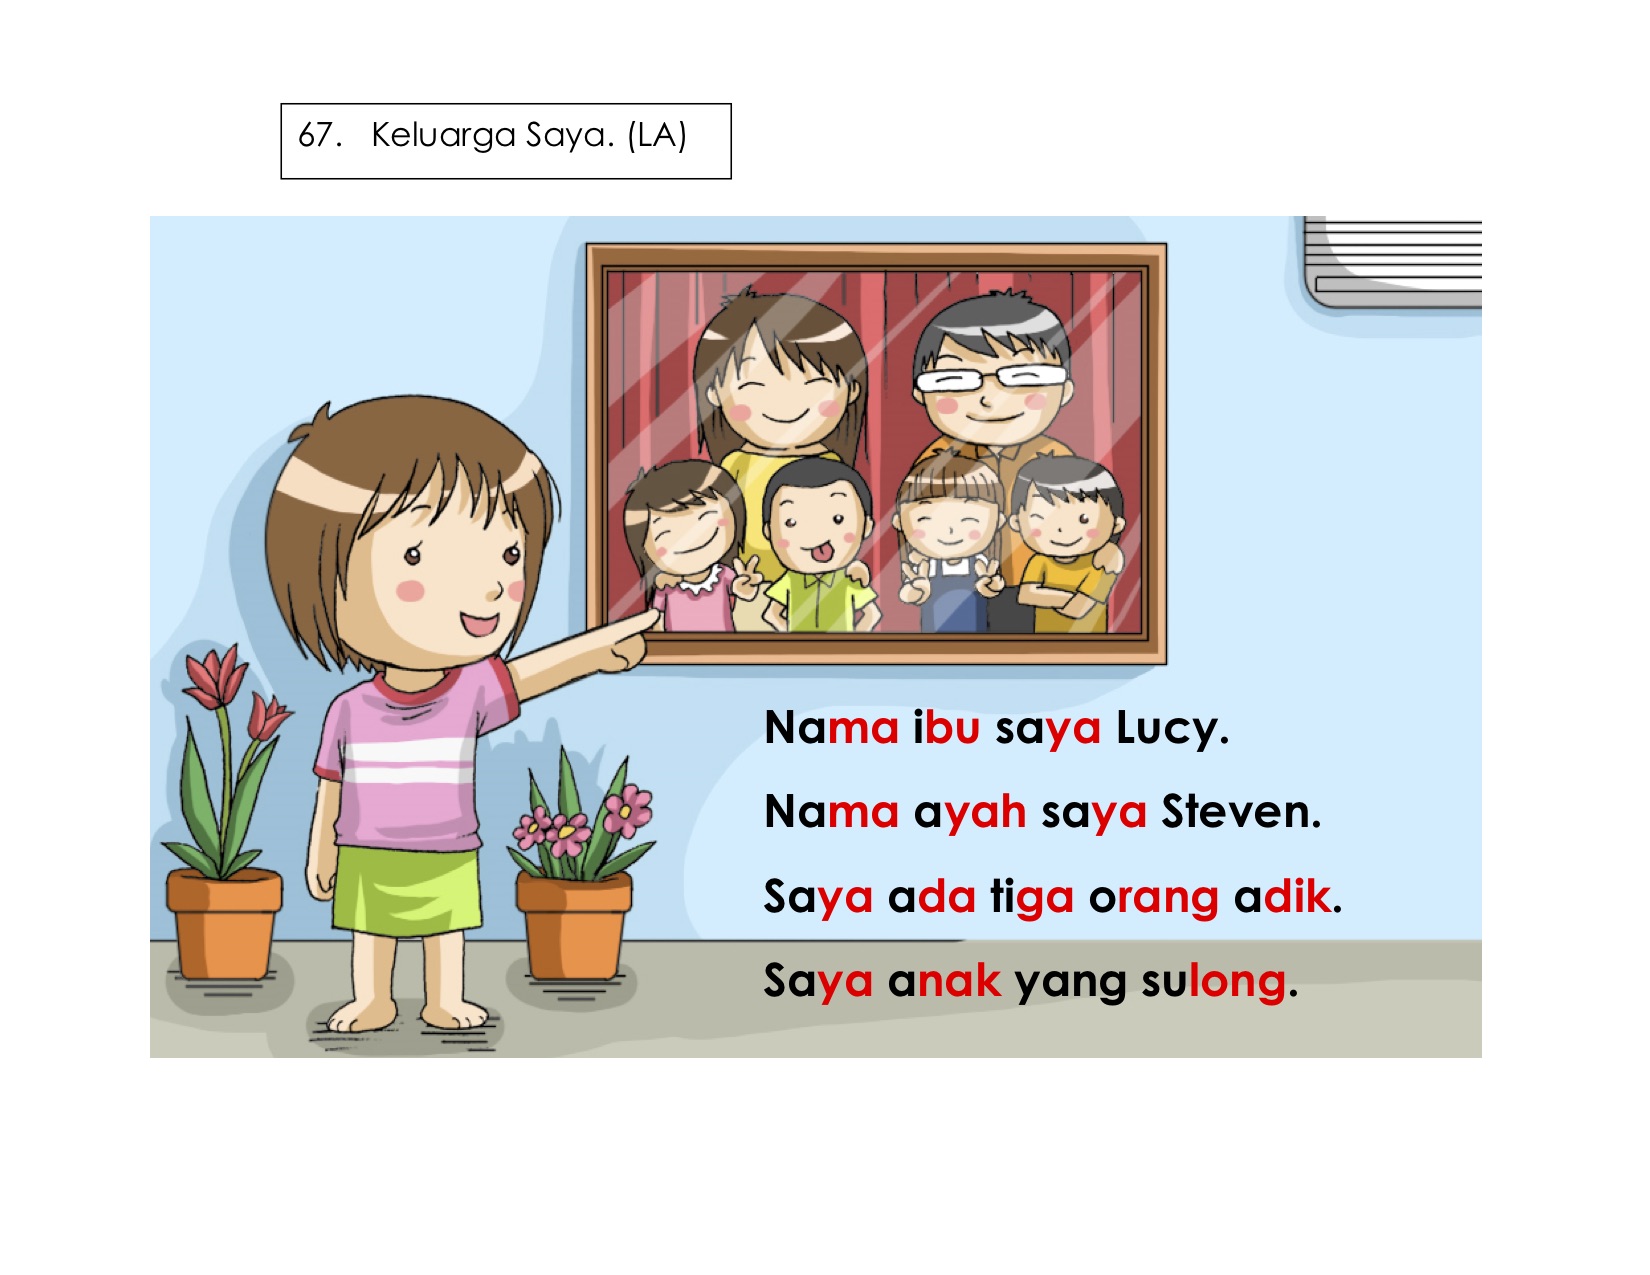 67. Keluarga Saya. (LA)
Nama ibu saya Lucy.
Nama ayah saya Steven.
Saya ada tiga orang adik.
Saya anak yang sulong.